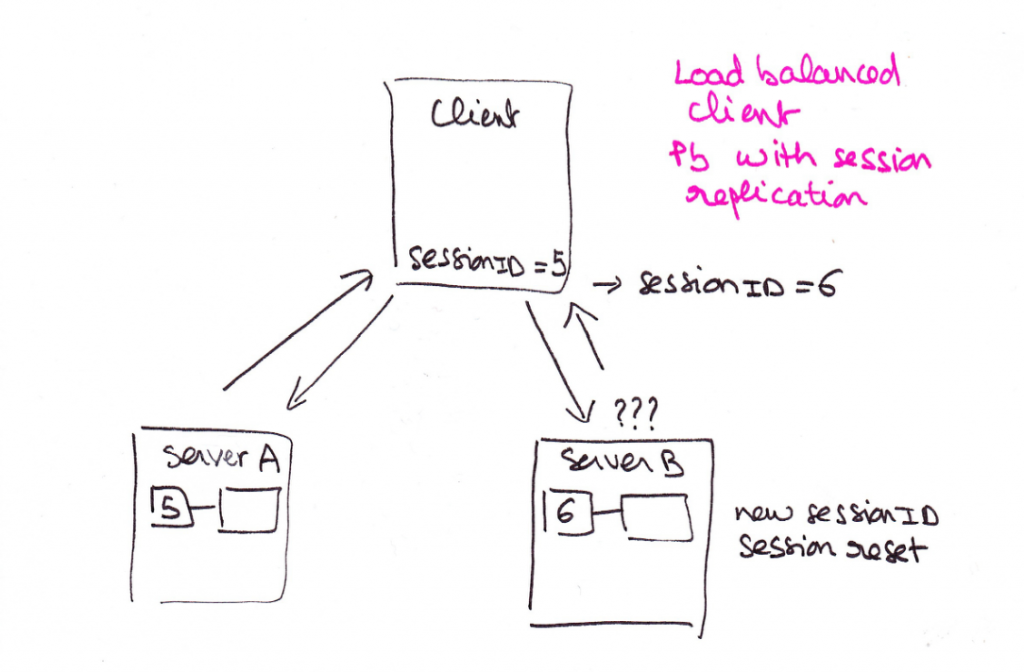 Load balanced
client
Pb with session
replication
Client
sessionID = 5
→ sessionID = 6
???
Server A
5
Server B
6
new sessionID
session reset